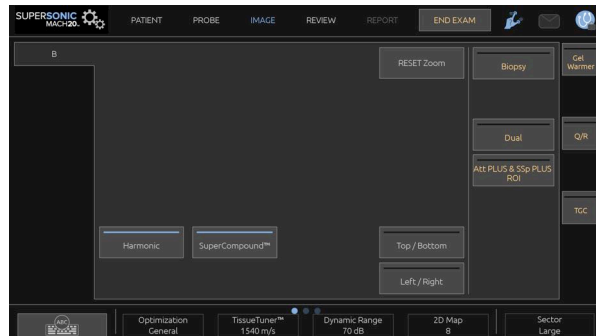 SUPERSONIC
MACH20
PATIENT PROBE IMAGE REVIEW REPORT END EXAM
B
RESET Zoom
Biopsy
Gel
Warmer
Dual
Q/R
Att PLUS & SSp PLUS
ROI
TGC
Harmonic
SuperCompound™
Top / Bottom
Left / Right
ABC
Optimization
General
TissueTuner™
1540 m/s
Dynamic Range
70 dB
2D Map
8
Sector
Large